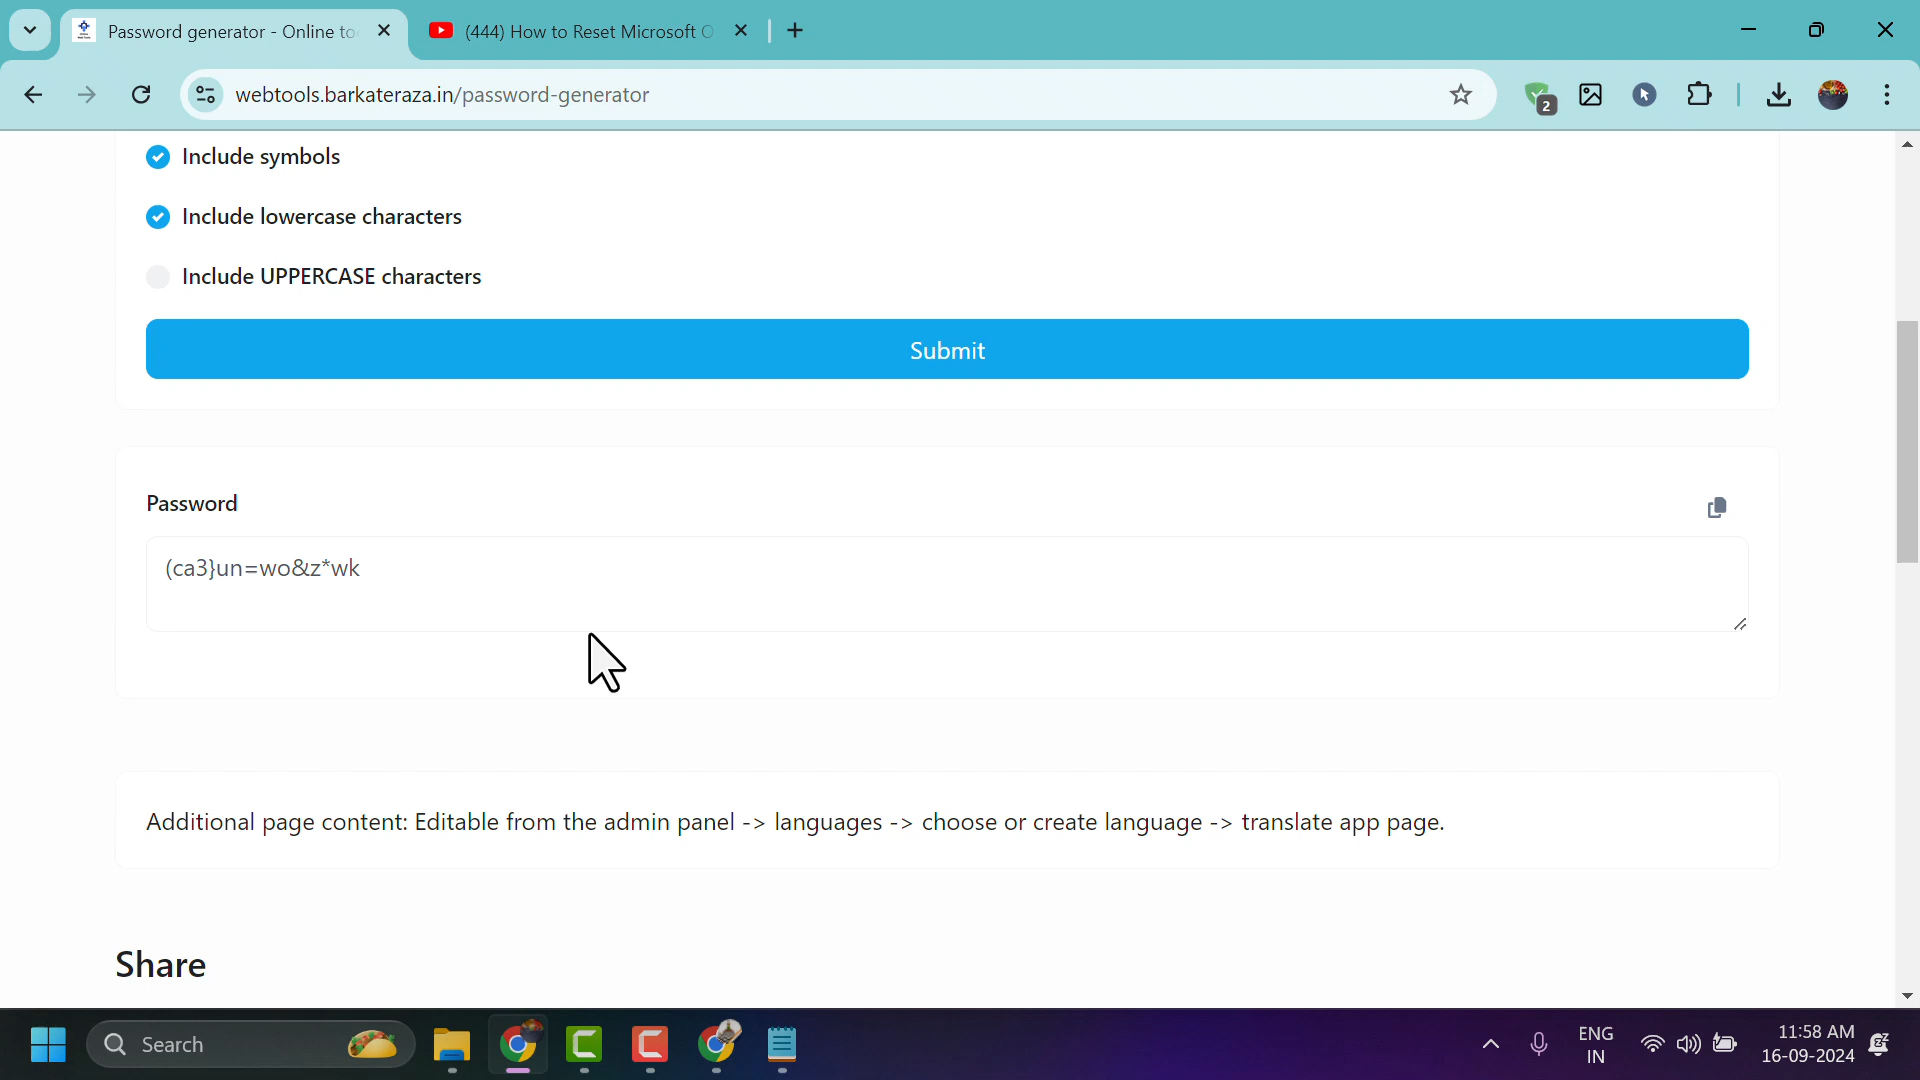 Password generator - Online to
(444) How to Reset Microsoft O
webtools.barkateraza.in/password-generator
2
Include symbols
Include lowercase characters
Include UPPERCASE characters
Submit
Password
(ca3}un=wo&z*wk
Additional page content: Editable from the admin panel -> languages -> choose or create language -> translate app page.
Share
Search
ENG
IN
11:58 AM
16-09-2024